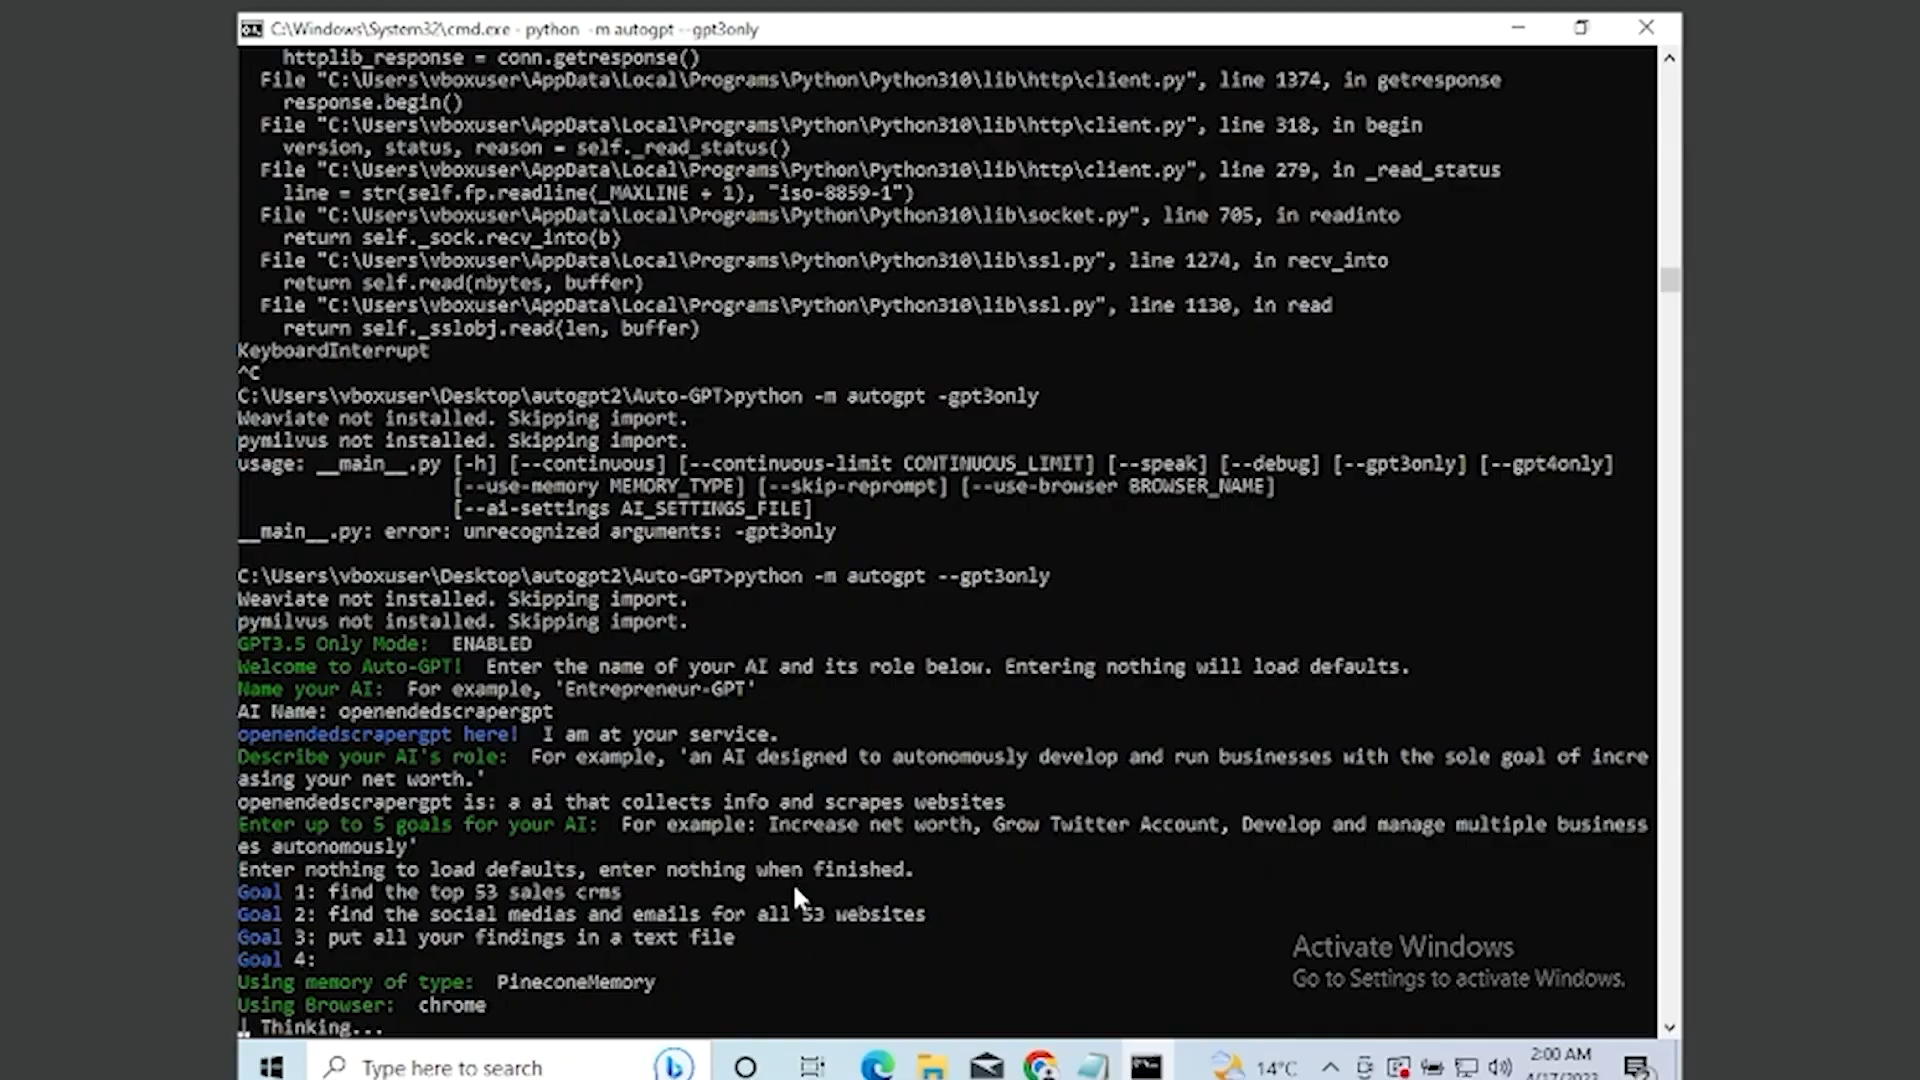 C:\Windows\System32\cmd.exe - python -m autogpt --gpt3only
httplib_response = conn.getresponse()
File "C:\Users\vboxuser\AppData\Local\Programs\Python\Python310\lib\http\client.py", line 1374, in getresponse
response.begin()
File "C:\Users\vboxuser\AppData\Local\Programs\Python\Python310\lib\http\client.py", line 318, in begin
version, status, reason = self._read_status()
File "C:\Users\vboxuser\AppData\Local\Programs\Python\Python310\lib\http\client.py", line 279, in _read_status
line = str(self.fp.readline(_MAXLINE + 1), "iso-8859-1")
File "C:\Users\vboxuser\AppData\Local\Programs\Python\Python310\lib\socket.py", line 705, in readinto
return self._sock.recv_into(b)
File "C:\Users\vboxuser\AppData\Local\Programs\Python\Python310\lib\ssl.py", line 1274, in recv_into
return self.read(nbytes, buffer)
File "C:\Users\vboxuser\AppData\Local\Programs\Python\Python310\lib\ssl.py", line 1130, in read
return self._sslobj.read(len, buffer)
KeyboardInterrupt
^C
C:\Users\vboxuser\Desktop\autogpt2\Auto-GPT>python -m autogpt -gpt3only
Weaviate not installed. Skipping import.
pymilvus not installed. Skipping import.
usage: __main__.py [-h] [--continuous] [--continuous-limit CONTINUOUS_LIMIT] [--speak] [--debug] [--gpt3only] [--gpt4only]
[--use-memory MEMORY_TYPE] [--skip-reprompt] [--use-browser BROWSER_NAME]
[--ai-settings AI_SETTINGS_FILE]
__main__.py: error: unrecognized arguments: -gpt3only
C:\Users\vboxuser\Desktop\autogpt2\Auto-GPT>python -m autogpt --gpt3only
Weaviate not installed. Skipping import.
pymilvus not installed. Skipping import.
GPT3.5 Only Mode: ENABLED
Welcome to Auto-GPT! Enter the name of your AI and its role below. Entering nothing will load defaults.
Name your AI: For example, 'Entrepreneur-GPT'
AI Name: openendedscrapergpt
openendedscrapergpt here! I am at your service.
Describe your AI's role: For example, 'an AI designed to autonomously develop and run businesses with the sole goal of incre
asing your net worth.'
openendedscrapergpt is: a ai that collects info and scrapes websites
Enter up to 5 goals for your AI: For example: Increase net worth, Grow Twitter Account, Develop and manage multiple business
es autonomously'
Enter nothing to load defaults, enter nothing when finished.
Goal 1: find the top 53 sales crms
Goal 2: find the social medias and emails for all 53 websites
Goal 3: put all your findings in a text file
Goal 4:
Using memory of type: PineconeMemory
Using Browser: chrome
| Thinking...
Activate Windows
Go to Settings to activate Windows.
Type here to search
14°C
2:00 AM
4/17/2023